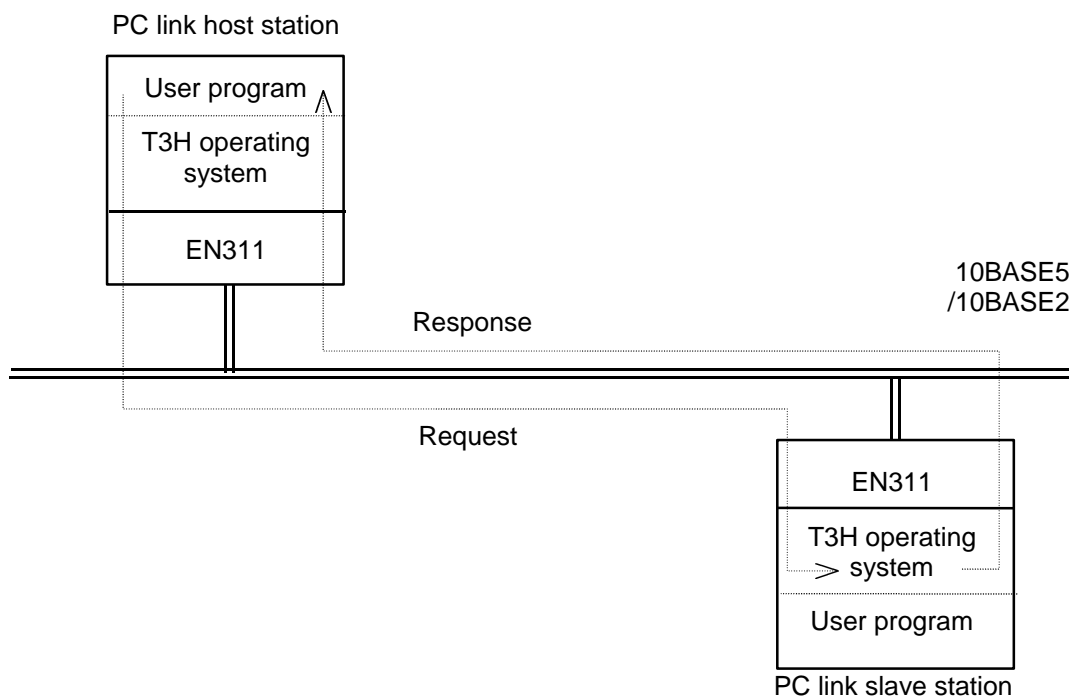 PC link host station
User program
T3H operating
system
EN311
10BASE5
/10BASE2
Response
Request
EN311
T3H operating
system
User program
PC link slave station